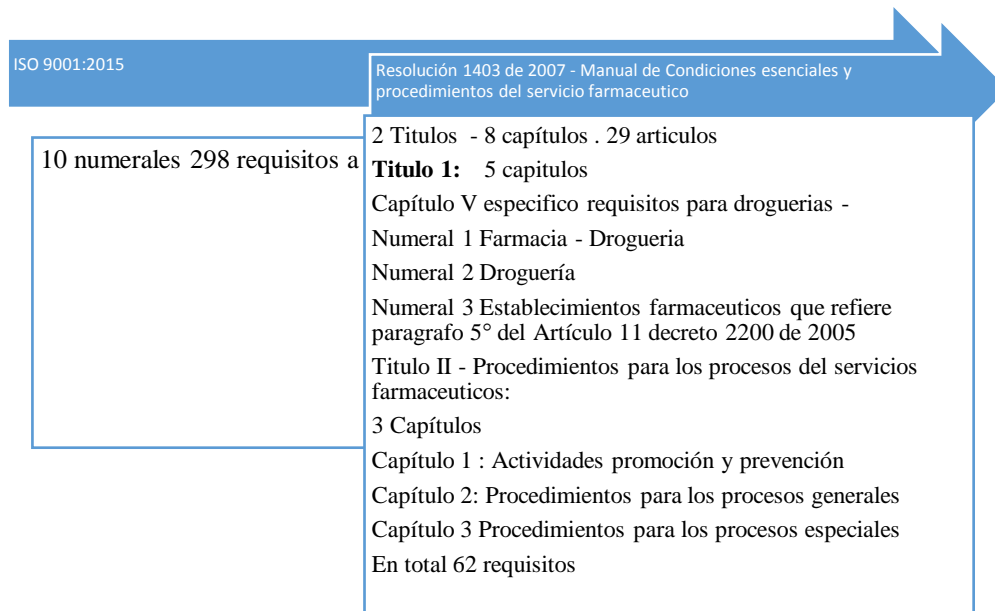 ISO 9001:2015
Resolución 1403 de 2007 - Manual de Condiciones esenciales y
procedimientos del servicio farmaceutico
10 numerales 298 requisitos a
2 Titulos - 8 capítulos . 29 articulos
Titulo 1: 5 capitulos
Capítulo V especifico requisitos para droguerias -
Numeral 1 Farmacia - Drogueria
Numeral 2 Droguería
Numeral 3 Establecimientos farmaceuticos que refiere
paragrafo 5° del Artículo 11 decreto 2200 de 2005
Titulo II - Procedimientos para los procesos del servicios
farmaceuticos:
3 Capítulos
Capítulo 1 : Actividades promoción y prevención
Capítulo 2: Procedimientos para los procesos generales
Capítulo 3 Procedimientos para los procesos especiales
En total 62 requisitos